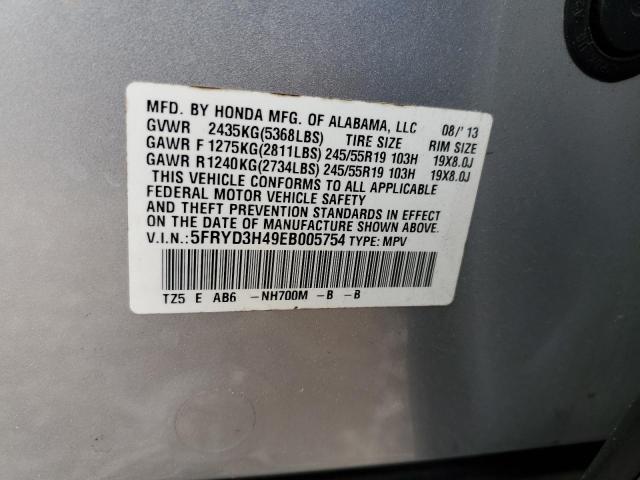 MFD. BY HONDA MFG. OF ALABAMA, LLC 08/'13
GVWR 2435KG(5368LBS) TIRE SIZE RIM SIZE
GAWR F 1275KG(2811LBS) 245/55R19 103H 19X8.0J
GAWR R1240KG(2734LBS) 245/55R19 103H 19X8.0J
THIS VEHICLE CONFORMS TO ALL APPLICABLE
FEDERAL MOTOR VEHICLE SAFETY
AND THEFT PREVENTION STANDARDS IN EFFECT
ON THE DATE OF MANUFACTURE SHOWN ABOVE.
V.I.N.: 5FRYD3H49EB005754 TYPE: MPV
TZ5 E AB6 -NH700M -B -B